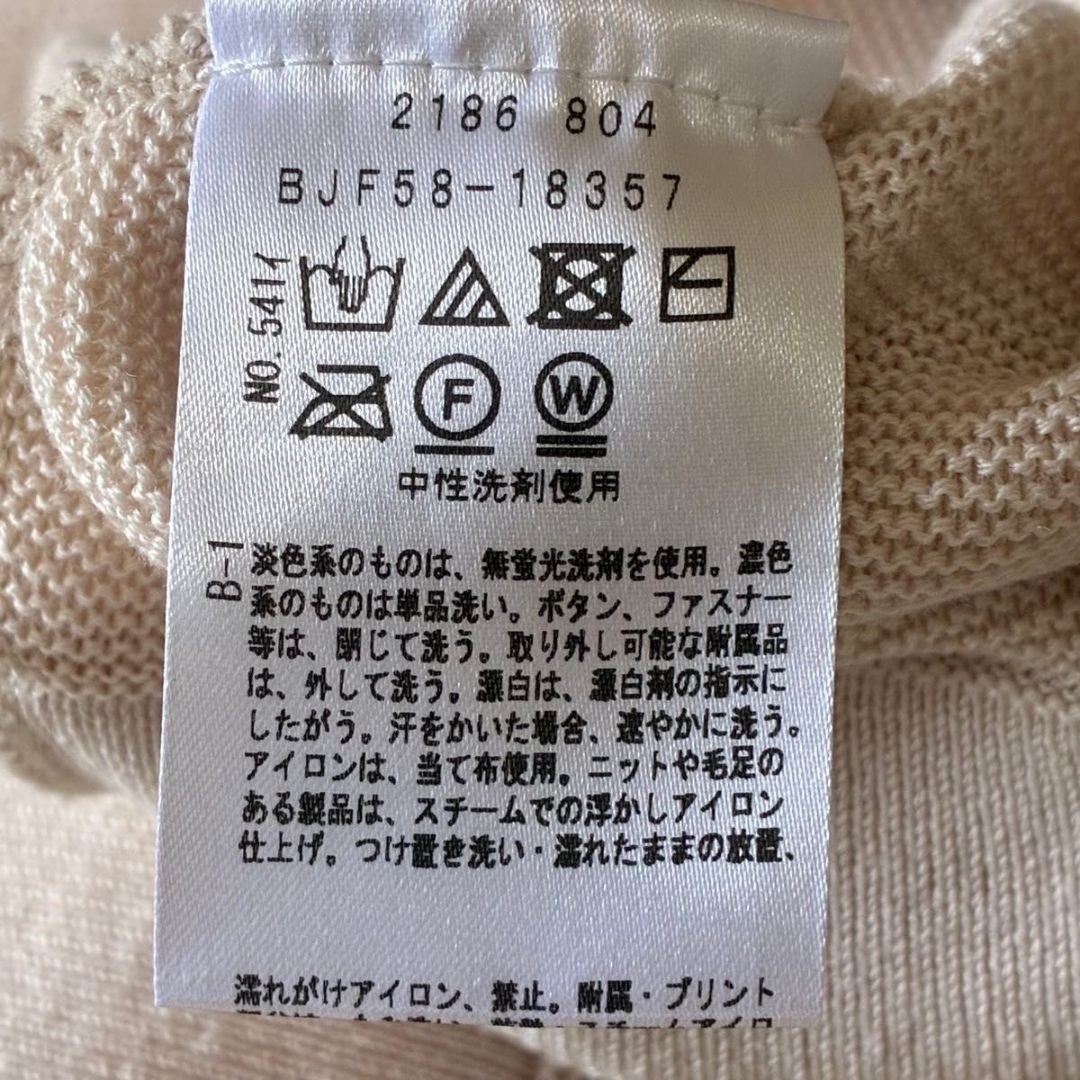 2186 804
BJF58-18357
NO.541イ
F
W
中性洗剤使用
B-1
淡色系のものは、無蛍光洗剤を使用。濃色
系のものは単品洗い。ボタン、ファスナー
等は、閉じて洗う。取り外し可能な附属品
は、外して洗う。漂白は、漂白剤の指示に
したがう。汗をかいた場合、速やかに洗う。
アイロンは、当て布使用。ニットや毛足の
ある製品は、スチームでの浮かしアイロン
仕上げ。つけ置き洗い・濡れたままの放置、
濡れがけアイロン、禁止。附属・プリント